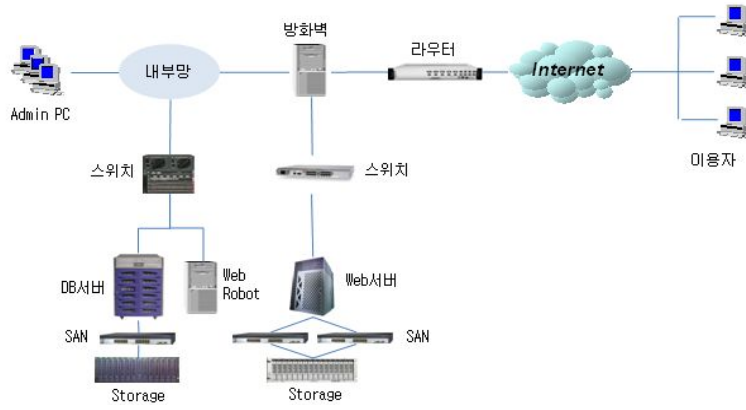 방화벽
라우터
내부망
Internet
Admin PC
이용자
스위치
스위치
DB서버
Web
Robot
Web서버
SAN
SAN
Storage
Storage